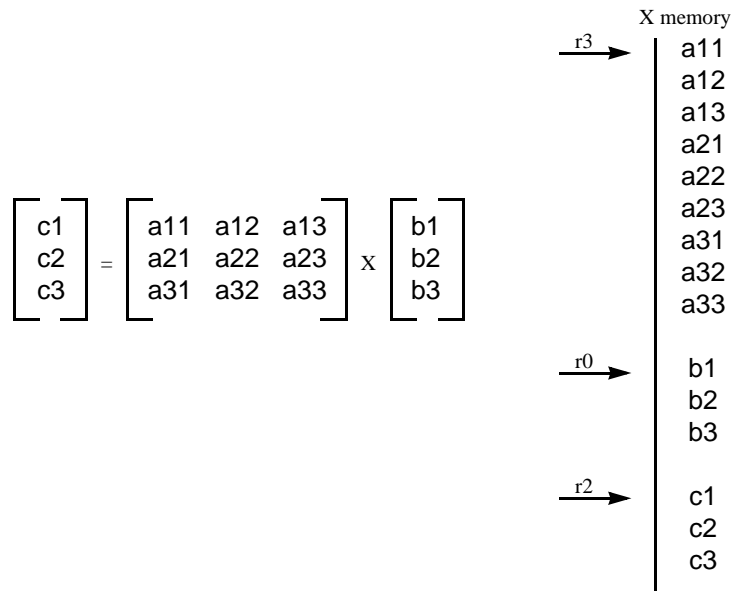 X memory
r3
a11
a12
a13
a21
a22
a23
a31
a32
a33
c1 = a11 a12 a13 X b1
c2 a21 a22 a23 b2
c3 a31 a32 a33 b3
r0
b1
b2
b3
r2
c1
c2
c3